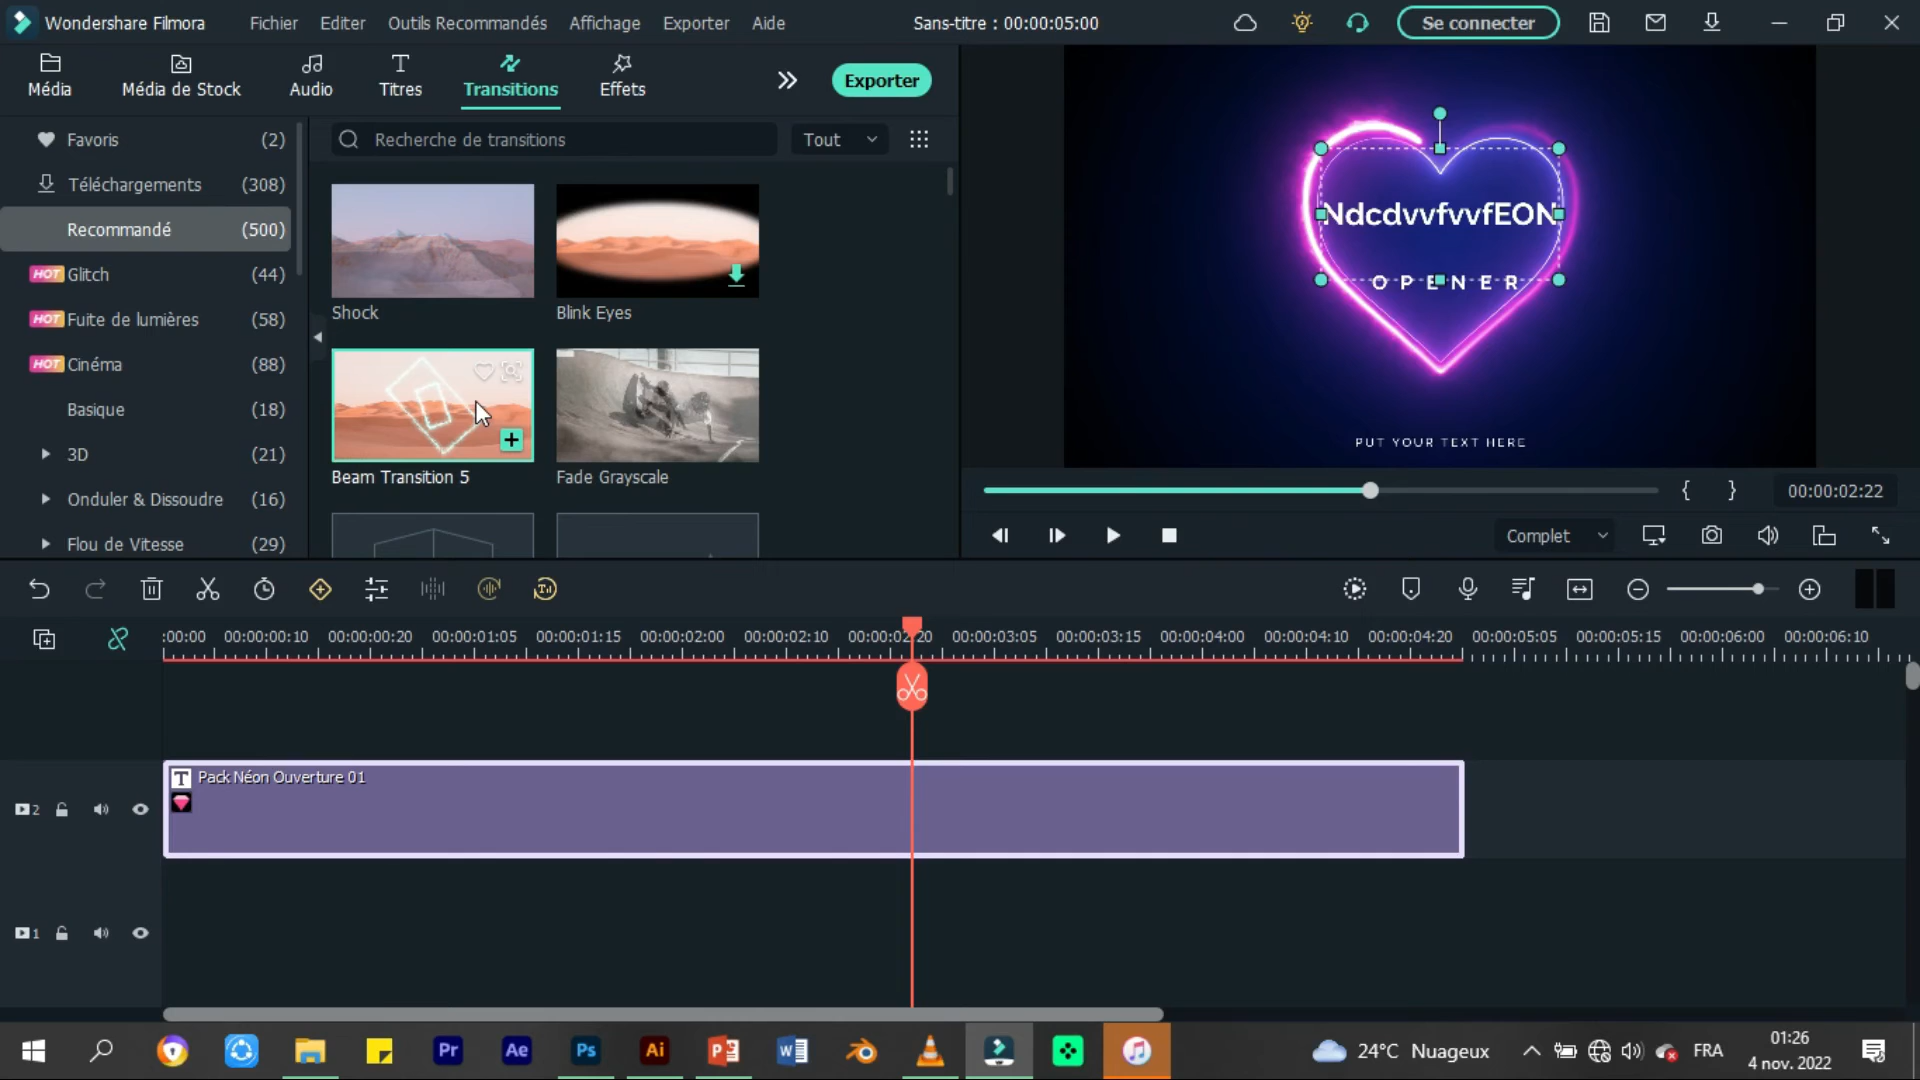 Wondershare Filmora Fichier Editer Outils Recommandés Affichage Exporter Aide Sans-titre : 00:00:05:00 Se connecter
Média Média de Stock Audio Titres Transitions Effets Exporter
Favoris (2)
Téléchargements (308)
Recommandé (500)
HOT Glitch (44)
HOT Fuite de lumières (58)
HOT Cinéma (88)
Basique (18)
3D (21)
Onduler & Dissoudre (16)
Flou de Vitesse (29)
Recherche de transitions Tout
Shock Blink Eyes
Beam Transition 5 Fade Grayscale
NdcdvvfvvfEON
OPENER
PUT YOUR TEXT HERE
{ } 00:00:02:22
Complet
:00:00 00:00:00:10 00:00:00:20 00:00:01:05 00:00:01:15 00:00:02:00 00:00:02:10 00:00:02:20 00:00:03:05 00:00:03:15 00:00:04:00 00:00:04:10 00:00:04:20 00:00:05:05 00:00:05:15 00:00:06:00 00:00:06:10
T Pack Néon Ouverture 01
2
1
Pr Ae Ps Ai 24°C Nuageux FRA 01:26
4 nov. 2022